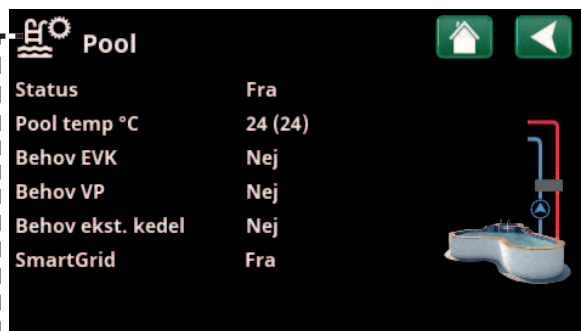 Pool
Status Fra
Pool temp °C 24 (24)
Behov EVK Nej
Behov VP Nej
Behov ekst. kedel Nej
SmartGrid Fra